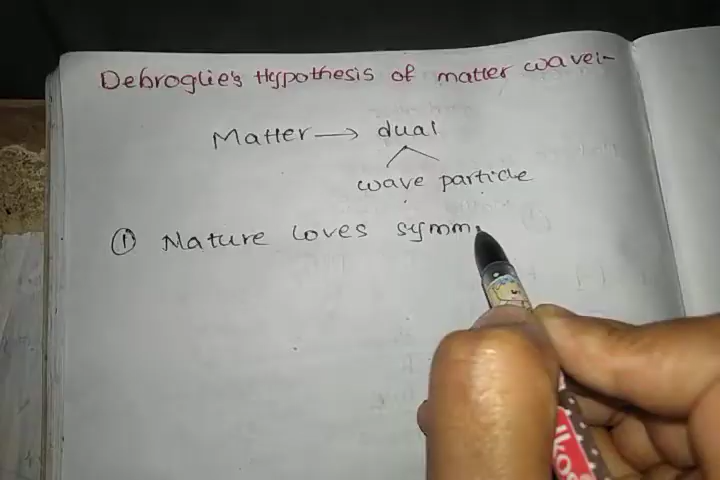 Debroglie's Hypothesis of matter wave:-
Matter → dual
wave particle
① Nature loves symm